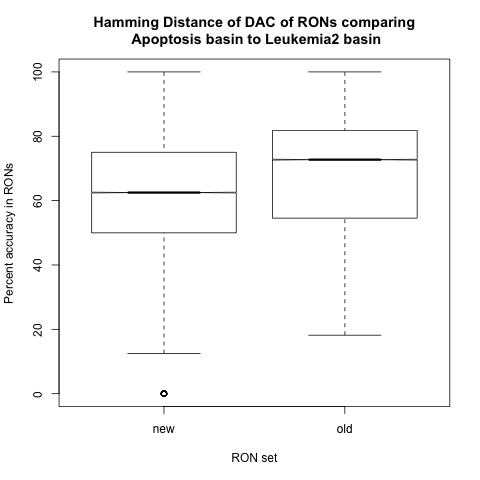 Hamming Distance of DAC of RONs comparing
Apoptosis basin to Leukemia2 basin
Percent accuracy in RONs
100
80
60
40
20
0
new
old
RON set